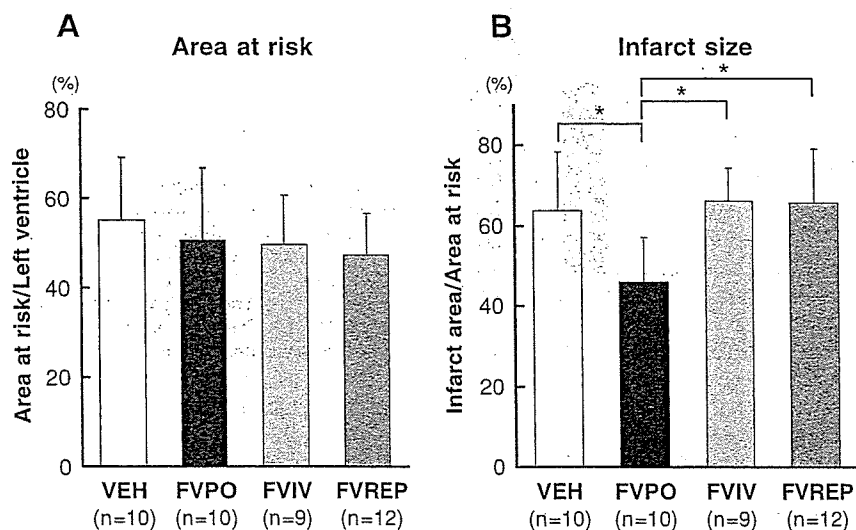 A
Area at risk
(%)
80
60
40
20
0
Area at risk/Left ventricle
VEH
FVPO
FVIV
FVREP
(n=10)
(n=10)
(n=9)
(n=12)
B
Infarct size
(%)
80
60
40
20
0
Infarct area/Area at risk
*
*
*
VEH
FVPO
FVIV
FVREP
(n=10)
(n=10)
(n=9)
(n=12)